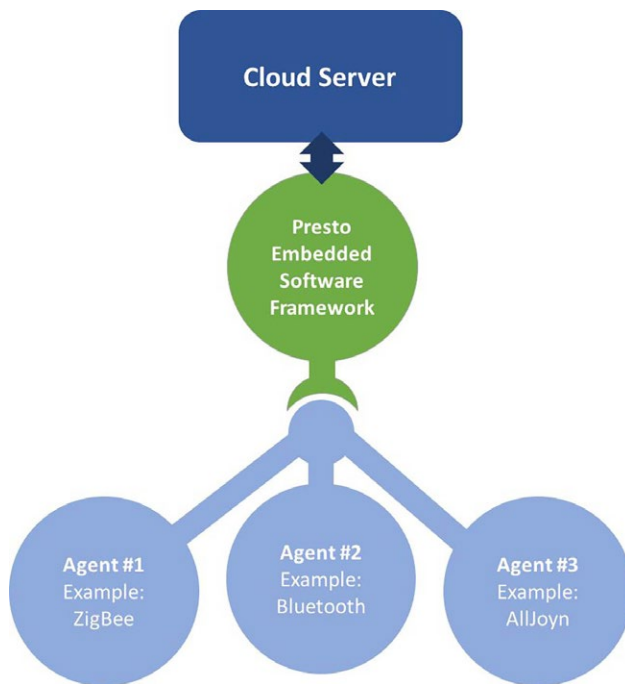 Cloud Server
Presto
Embedded
Software
Framework
Agent #1
Example:
ZigBee
Agent #2
Example:
Bluetooth
Agent #3
Example:
AllJoyn